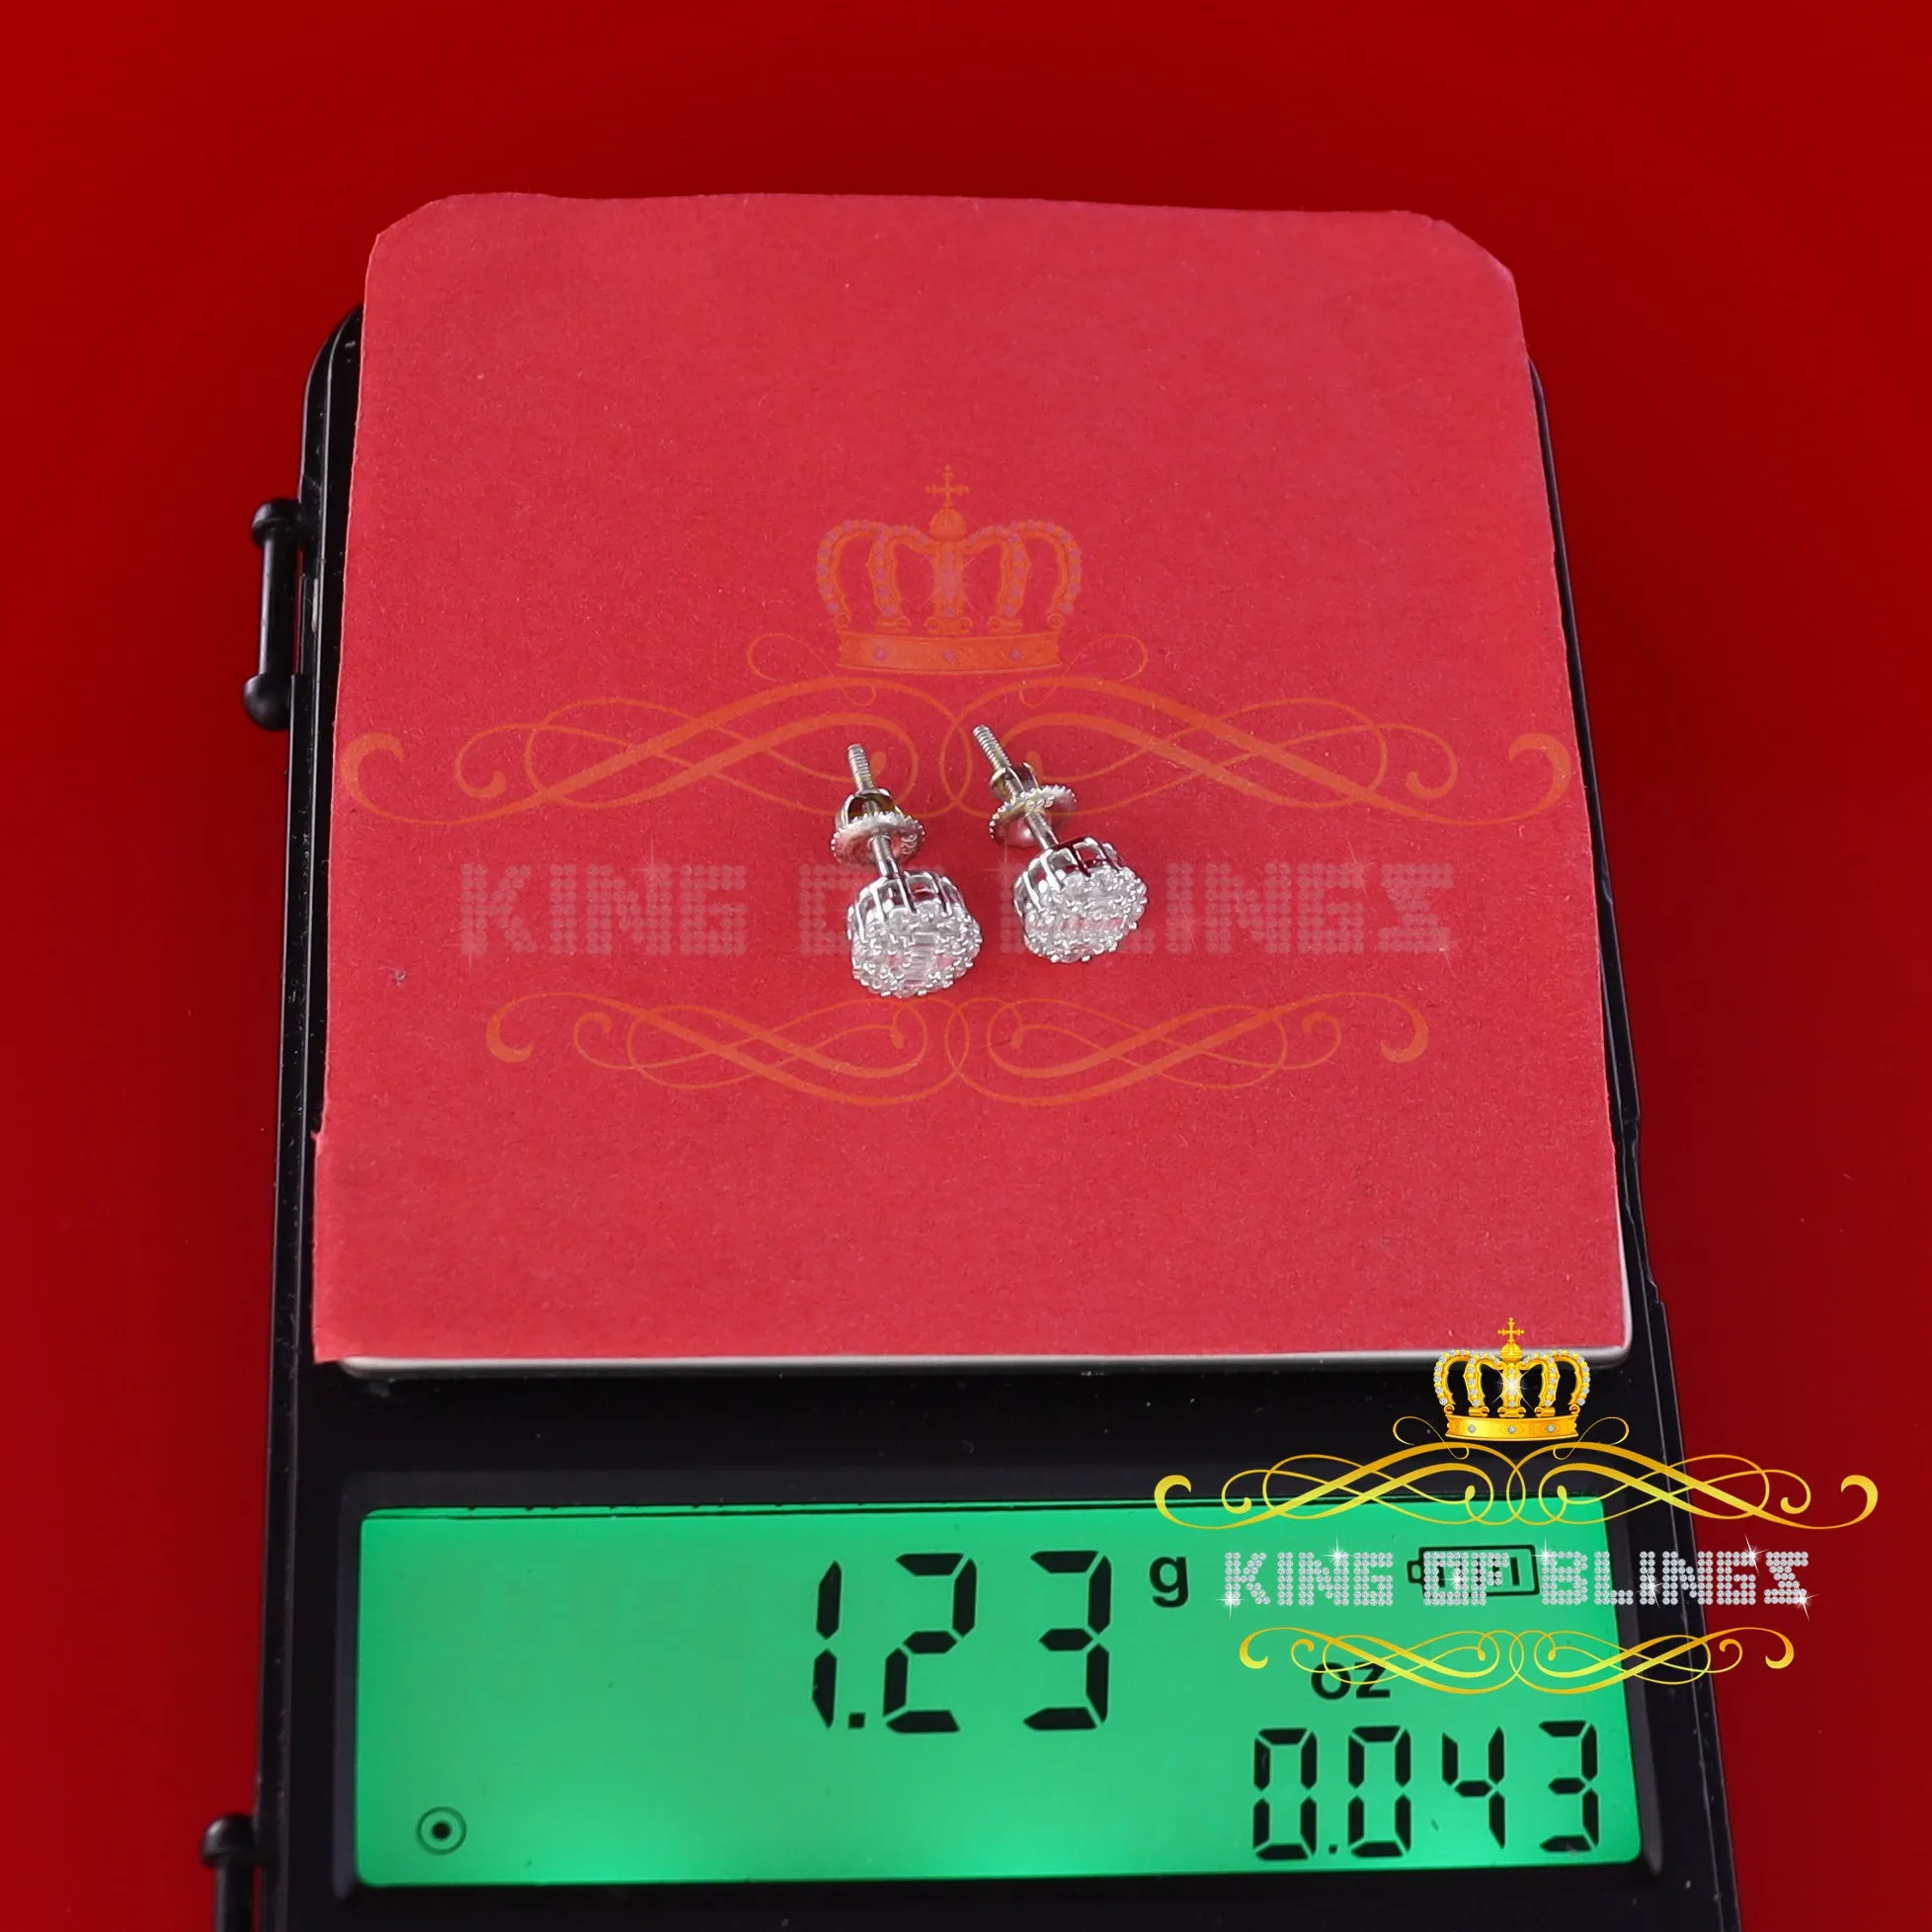 KING OF BLINGS
1.23 g
KING OF BLINGS
oz
0.043